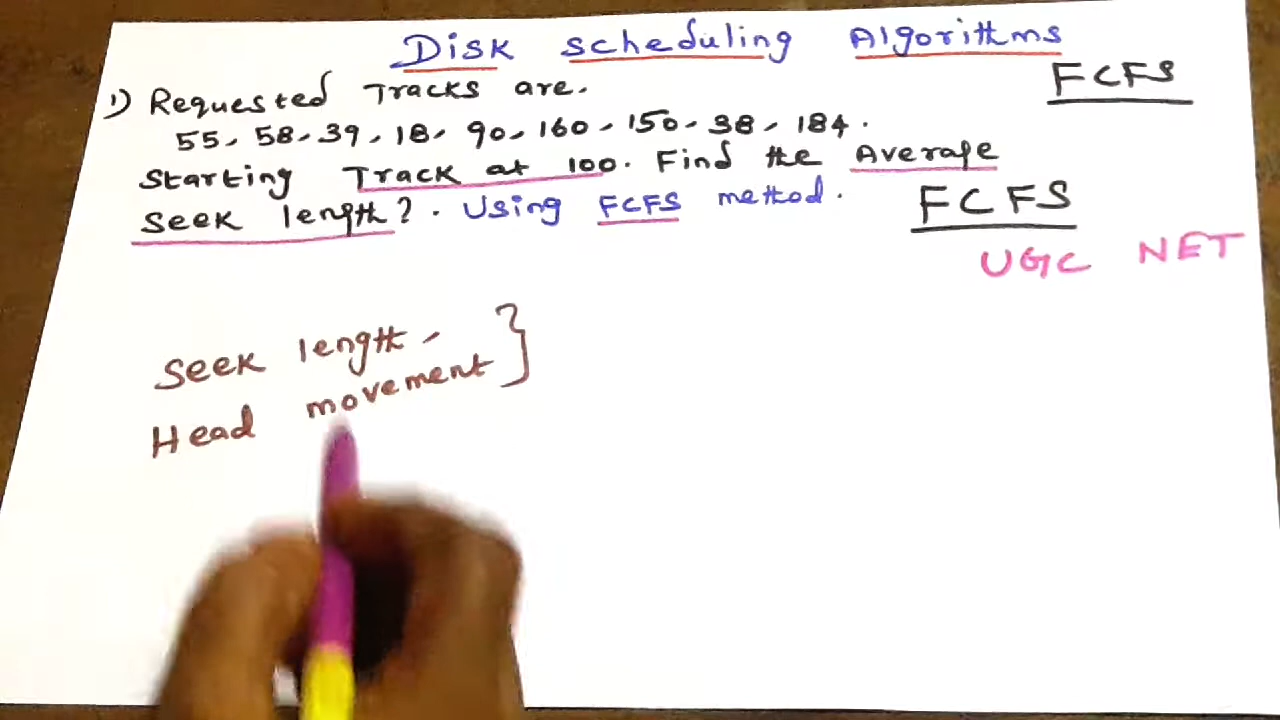 Disk scheduling Algorithms
FCFS
1) Requested Tracks are.
55, 58, 39, 18, 90, 160, 150, 38, 184.
starting Track at 100. Find the Average
seek length?. Using FCFS method.
FCFS
UGC NET
seek length,
Head movement }